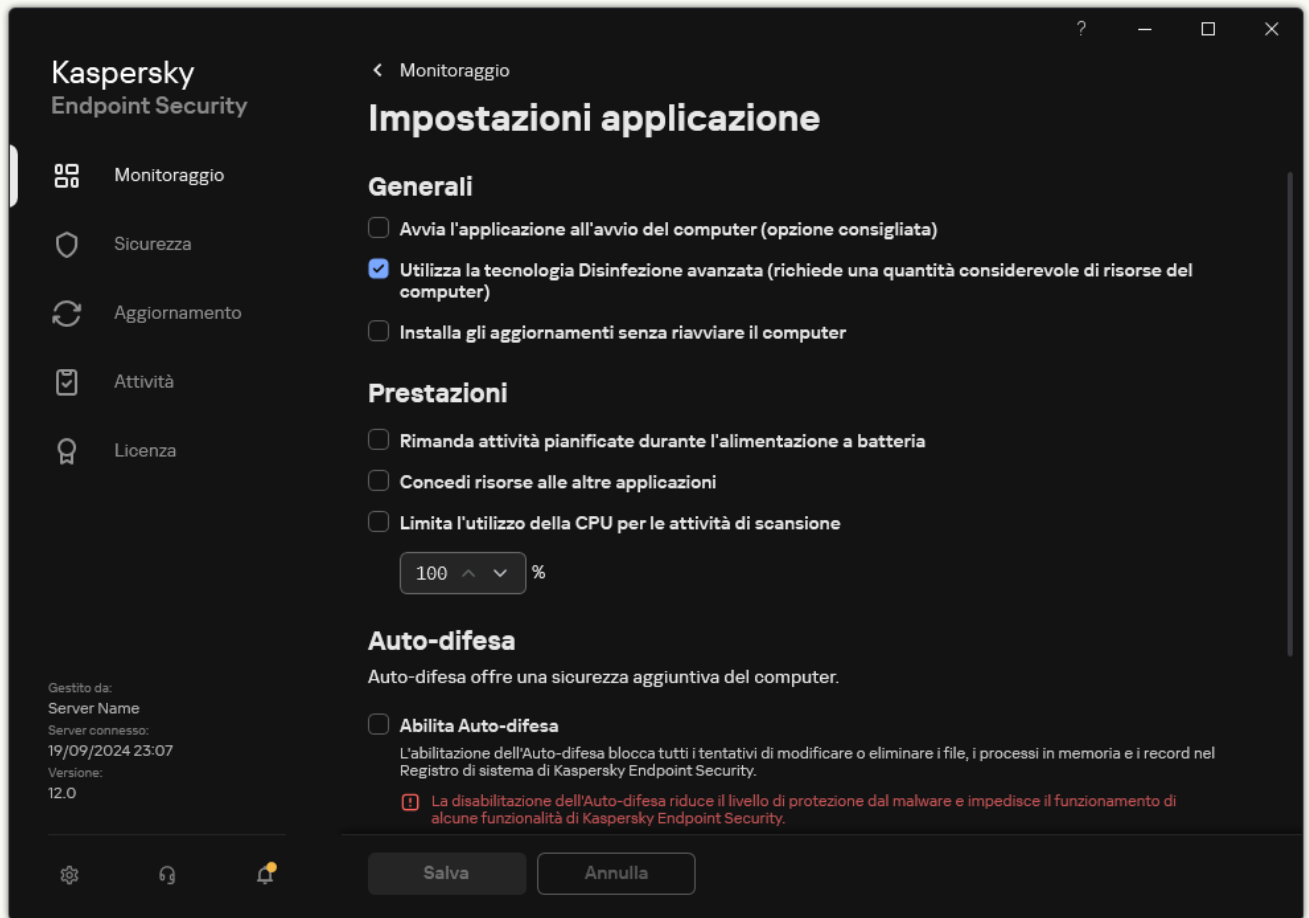 ?
Kaspersky
Endpoint Security
Monitoraggio
Sicurezza
Aggiornamento
Attività
Licenza
Gestito da:
Server Name
Server connesso:
19/09/2024 23:07
Versione:
12.0
Monitoraggio
Impostazioni applicazione
Generali
Avvia l'applicazione all'avvio del computer (opzione consigliata)
Utilizza la tecnologia Disinfezione avanzata (richiede una quantità considerevole di risorse del
computer)
Installa gli aggiornamenti senza riavviare il computer
Prestazioni
Rimanda attività pianificate durante l'alimentazione a batteria
Concedi risorse alle altre applicazioni
Limita l'utilizzo della CPU per le attività di scansione
100 %
Auto-difesa
Auto-difesa offre una sicurezza aggiuntiva del computer.
Abilita Auto-difesa
L'abilitazione dell'Auto-difesa blocca tutti i tentativi di modificare o eliminare i file, i processi in memoria e i record nel
Registro di sistema di Kaspersky Endpoint Security.
La disabilitazione dell'Auto-difesa riduce il livello di protezione dal malware e impedisce il funzionamento di
alcune funzionalità di Kaspersky Endpoint Security.
Salva
Annulla